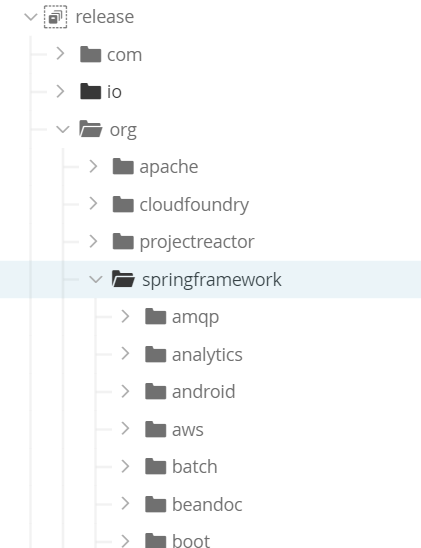 release
com
io
org
apache
cloudfoundry
projectreactor
springframework
amqp
analytics
android
aws
batch
beandoc
boot